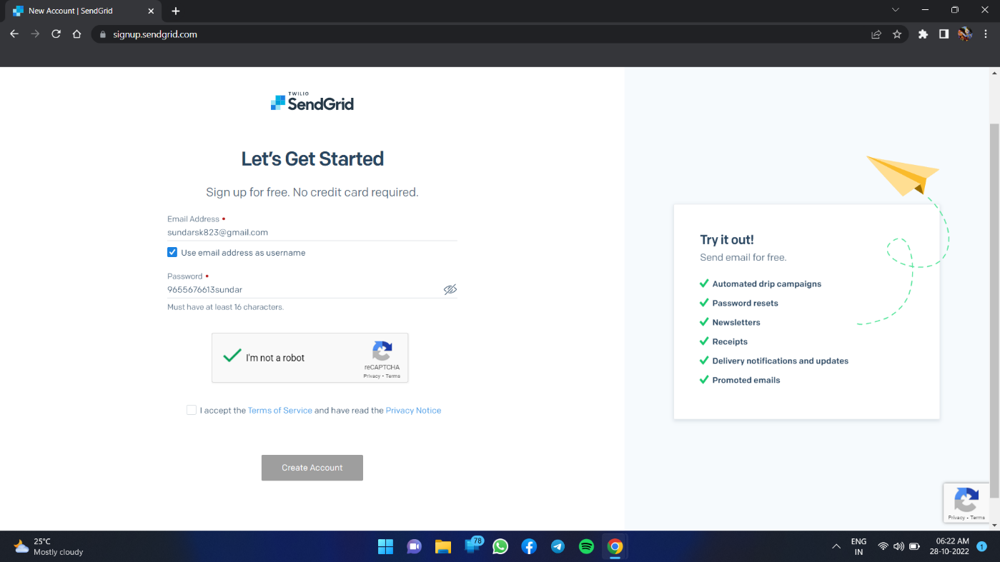 New Account | SendGrid
signup.sendgrid.com
TWILIO
SendGrid
Let's Get Started
Sign up for free. No credit card required.
Email Address •
sundarsk823@gmail.com
Use email address as username
Password •
9655676613sundar
Must have at least 16 characters.
I'm not a robot
reCAPTCHA
Privacy - Terms
I accept the Terms of Service and have read the Privacy Notice
Create Account
Try it out!
Send email for free.
Automated drip campaigns
Password resets
Newsletters
Receipts
Delivery notifications and updates
Promoted emails
Privacy - Terms
25°C
Mostly cloudy
78
ENG
IN
06:22 AM
28-10-2022
1